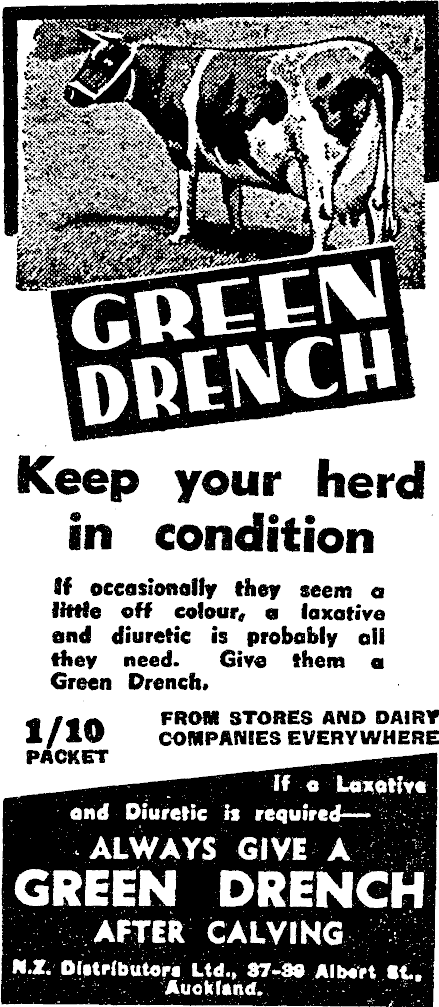 GREEN
DRENCH
Keep your herd
in condition
If occasionally they seem a
little off colour, a laxative
and diuretic is probably all
they need. Give them a
Green Drench.
1/10
PACKET
FROM STORES AND DAIRY
COMPANIES EVERYWHERE
If a Laxative
and Diuretic is required—
ALWAYS GIVE A
GREEN DRENCH
AFTER CALVING
N.Z. Distributors Ltd., 37-39 Albert St.,
Auckland.